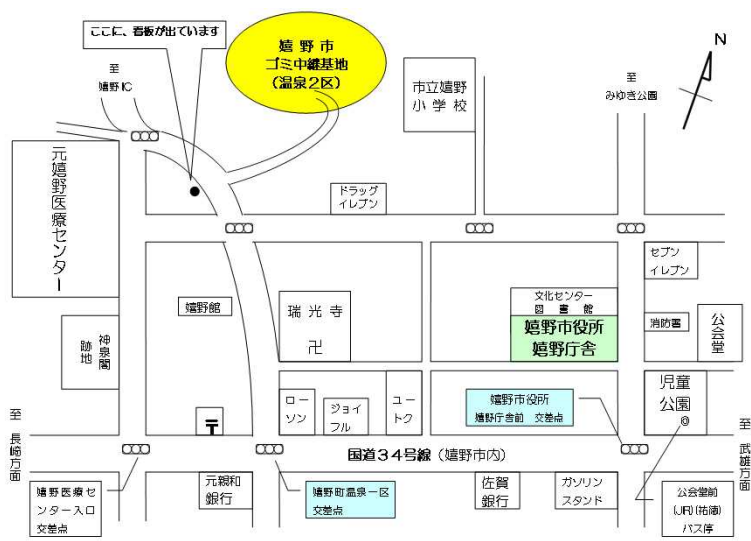 ここに、看板が出ています
嬉野市
ゴミ中継基地
(温泉2区)
N
至
嬉野IC
市立嬉野
小学校
至
みゆき公園
元嬉野医療センター
ドラッグ
イレブン
セブン
イレブン
嬉野館
瑞光寺
卍
文化センター
図書館
嬉野市役所
嬉野庁舎
消防署
公会堂
神泉閣
跡地
ロー
ソン
ジョイ
フル
ユー
トク
嬉野市役所
嬉野庁舎前 交差点
児童
公園
◎
至 長崎方面
〒
国道34号線(嬉野市内)
至 武雄方面
嬉野医療セ
ンター入口
交差点
元親和
銀行
嬉野町温泉一区
交差点
佐賀
銀行
ガソリン
スタンド
公会堂前
(JR)(祐徳)
バス停